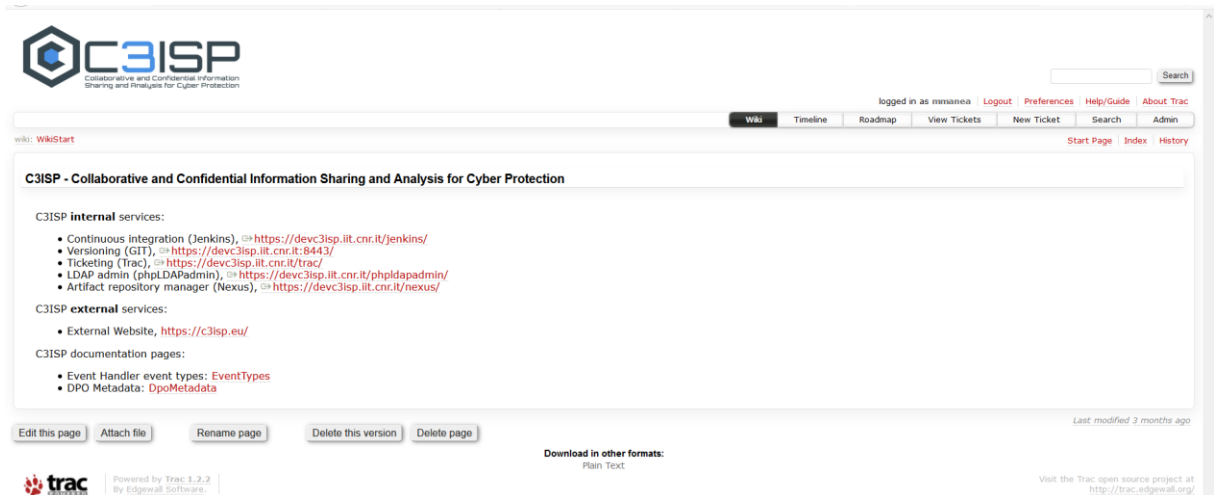 C3ISP
Collaborative and Confidential Information
Sharing and Analysis for Cyber Protection
Search
logged in as mmanea Logout Preferences Help/Guide About Trac
Wiki Timeline Roadmap View Tickets New Ticket Search Admin
wiki: WikiStart
Start Page Index History
C3ISP - Collaborative and Confidential Information Sharing and Analysis for Cyber Protection
C3ISP internal services:
• Continuous integration (Jenkins), https://devc3isp.iit.cnr.it/jenkins/
• Versioning (GIT), https://devc3isp.iit.cnr.it:8443/
• Ticketing (Trac), https://devc3isp.iit.cnr.it/trac/
• LDAP admin (phpLDAPadmin), https://devc3isp.iit.cnr.it/phpldapadmin/
• Artifact repository manager (Nexus), https://devc3isp.iit.cnr.it/nexus/
C3ISP external services:
• External Website, https://c3isp.eu/
C3ISP documentation pages:
• Event Handler event types: EventTypes
• DPO Metadata: DpoMetadata
Last modified 3 months ago
Edit this page Attach file Rename page Delete this version Delete page
Download in other formats:
Plain Text
trac
Powered by Trac 1.2.2
By Edgewall Software.
Visit the Trac open source project at
http://trac.edgewall.org/